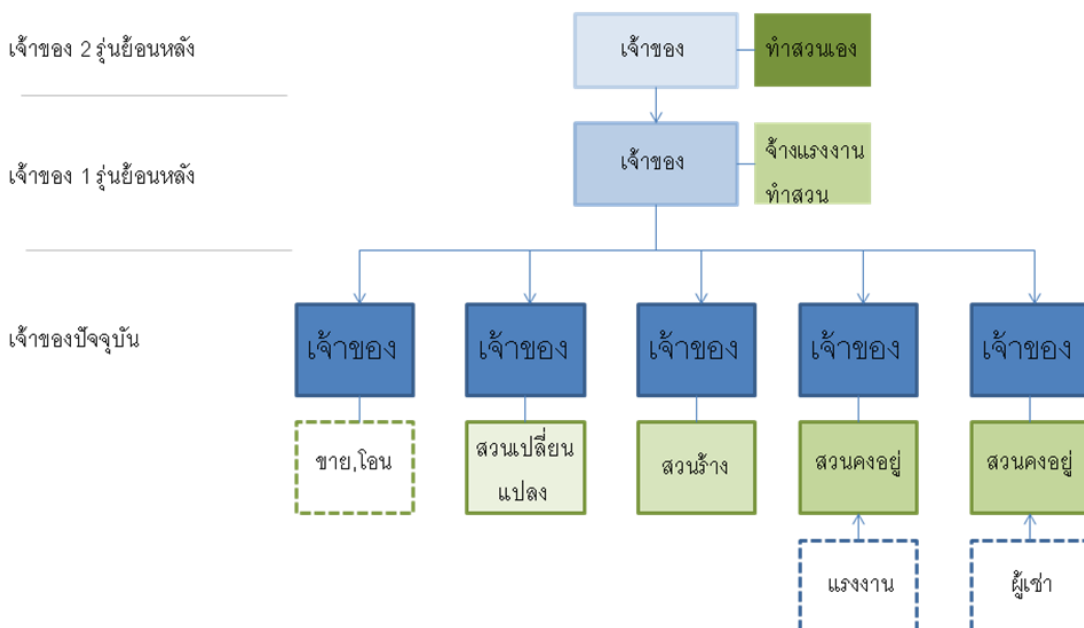 เจ้าของ 2 รุ่นย้อนหลัง
เจ้าของ
ทำสวนเอง
เจ้าของ 1 รุ่นย้อนหลัง
เจ้าของ
จ้างแรงงาน
ทำสวน
เจ้าของปัจจุบัน
เจ้าของ
เจ้าของ
เจ้าของ
เจ้าของ
เจ้าของ
ขาย,โอน
สวนเปลี่ยน
แปลง
สวนร้าง
สวนคงอยู่
สวนคงอยู่
แรงงาน
ผู้เช่า